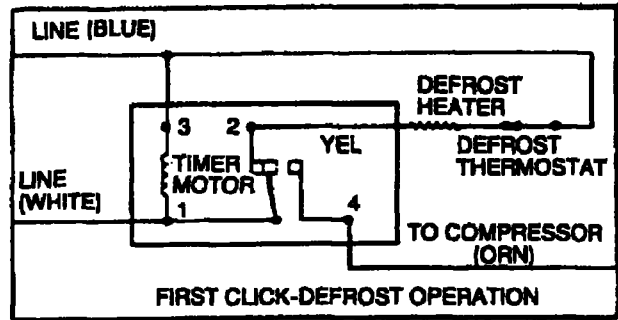 LINE (BLUE)
DEFROST
HEATER
3
2
YEL
DEFROST
THERMOSTAT
TIMER
MOTOR
LINE
(WHITE)
1
4
TO COMPRESSOR
(ORN)
FIRST CLICK-DEFROST OPERATION